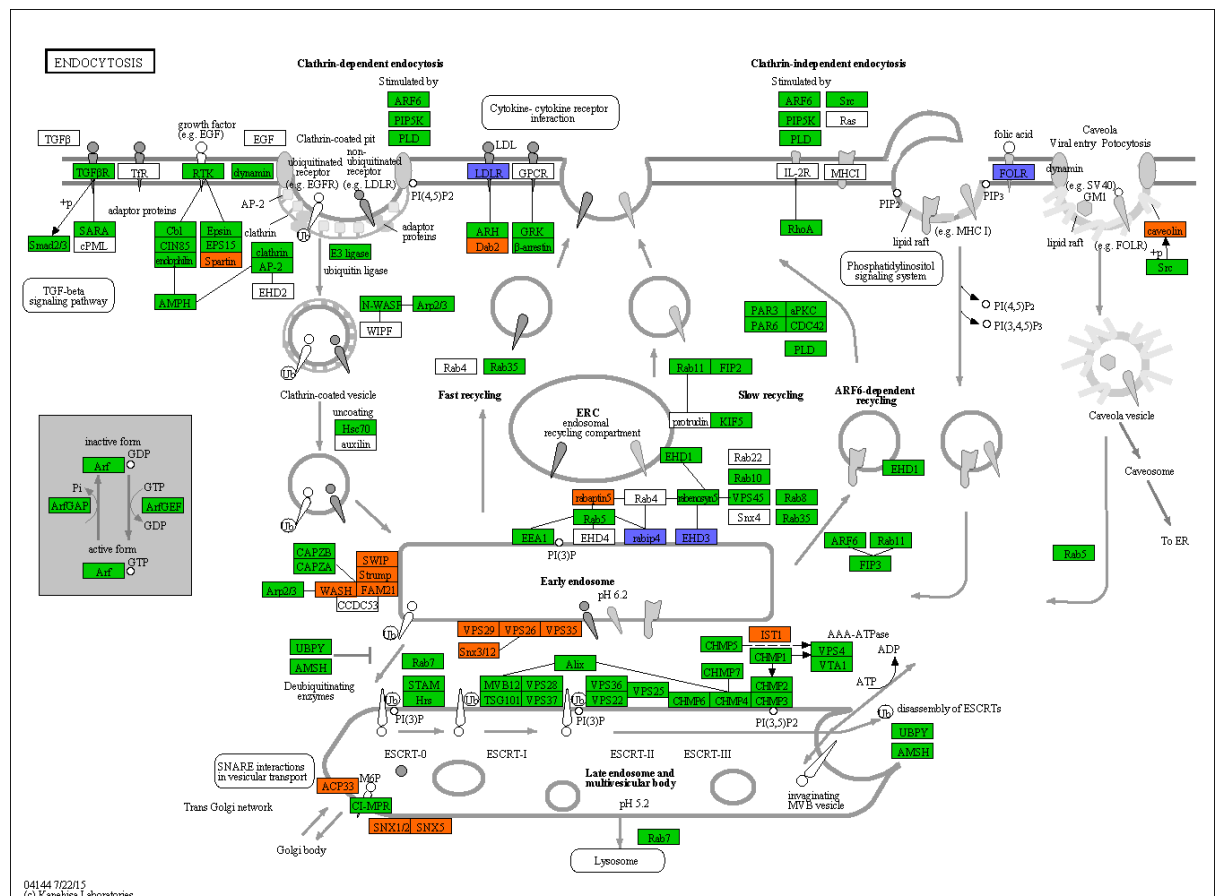 ENDOCYTOSIS
Clathrin-dependent endocytosis
Stimulated by
ARF6
PIP5K
PLD
Cytokine- cytokine receptor
interaction
Clathrin-independent endocytosis
Stimulated by
ARF6 Src
PIP5K Ras
PLD
TGFβ
growth factor
(e.g. EGF)
EGF
Clathrin-coated pit
ubiquitinated
receptor
(e.g. EGFR)
non-
ubiquitinated
receptor
(e.g. LDLR)
LDL
folic acid
Caveola
Viral entry Potocytosis
TGFβR TfR RTK dynamin
LDLR GPCR
IL-2R MHCI
FOLR
dynamin
(e.g. SV40)
GM1
PI(4,5)P2
PIP2
PIP3
+p
adaptor proteins
AP-2
Ub
adaptor
proteins
lipid raft
(e.g. MHC I)
lipid raft
(e.g. FOLR)
caveolin
+p
Src
Smad2/3
SARA
cPML
Cbl
CIN85
endophilin
Epsin
EPS15
Spartin
AMPH
clathrin
clathrin
AP-2
EHD2
E3 ligase
ubiquitin ligase
ARH
Dab2
GRK
β-arrestin
RhoA
TGF-beta
signaling pathway
Phosphatidylinositol
signaling system
N-WASP Arp2/3
WIPF
PI(4,5)P2
PI(3,4,5)P3
PAR3 aPKC
PAR6 CDC42
PLD
Ub
Clathrin-coated vesicle
Rab4 Rab35
Fast recycling
Rab11 FIP2
Slow recycling
ARF6-dependent
recycling
Caveola vesicle
uncoating
Hsc70
auxilin
ERC
endosomal
recycling compartment
protrudin KIF5
EHD1
Rab22
Rab10
VPS45
Snx4
Rab8
Rab35
EHD1
Caveosome
To ER
inactive form
Arf
GDP
Pi
GTP
ArfGAP
ArfGEF
GDP
active form
Arf
GTP
Ub
rabaptin5 Rab4 rabenosyn5
Rab5
EEA1 EHD4 rabip4 EHD3
PI(3)P
ARF6 Rab11
FIP3
Rab5
CAPZB
CAPZA
SWIP
Strump
Arp2/3 WASH FAM21
CCDC53
Early endosome
pH 6.2
Ub
VPS29 VPS26 VPS35
Snx3/12
IST1
AAA-ATPase
CHMP5
CHMP1
VPS4
VTA1
ADP
ATP
UBPY
AMSH
Deubiquitinating
enzymes
Rab7
Alix
CHMP7
STAM
Hrs
MVB12 VPS28
TSG101 VPS37
VPS36
VPS22
VPS25
CHMP6 CHMP4
CHMP2
CHMP3
Ub
Ub
Ub
PI(3)P
PI(3)P
PI(3,5)P2
Ub
disassembly of ESCRTs
UBPY
AMSH
ESCRT-0 ESCRT-I ESCRT-II ESCRT-III
SNARE interactions
in vesicular transport
ACP33
M6P
CI-MPR
Late endosome and
multivesicular body
pH 5.2
invaginating
MVB vesicle
Trans Golgi network
SNX1/2 SNX5
Golgi body
Rab7
Lysosome
04144 7/22/15
(c) Kanehisa Laboratories